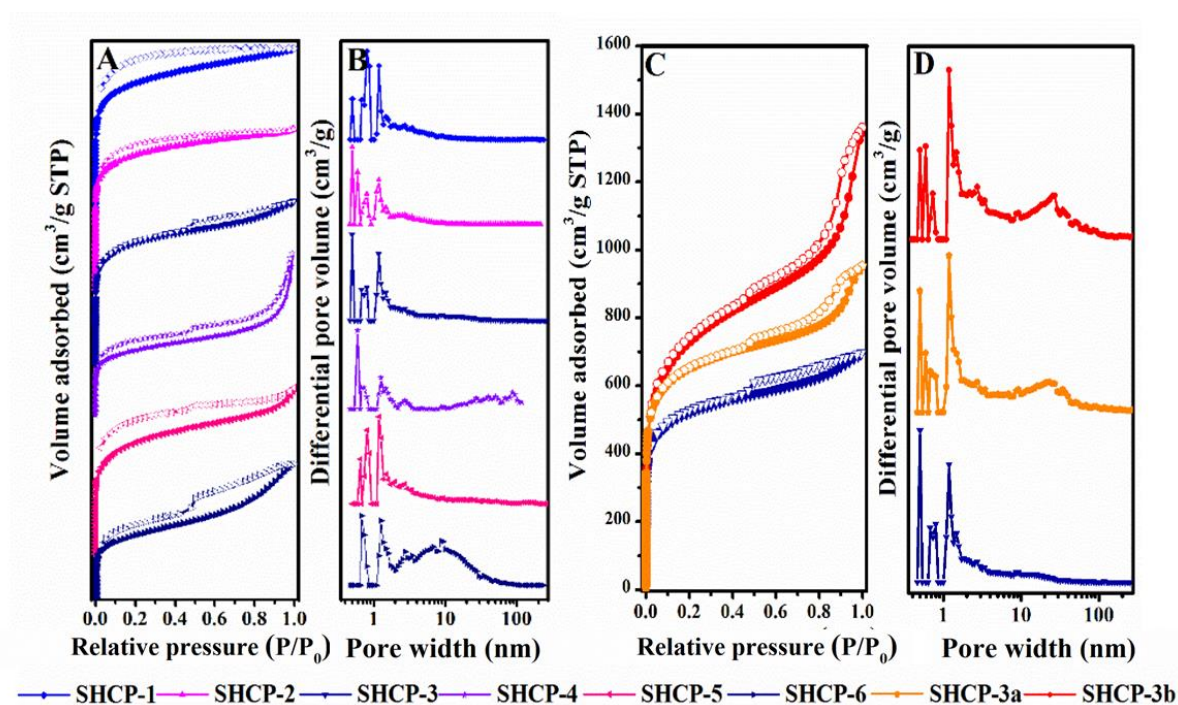 A
B
C
D
Volume adsorbed (cm³/g STP)
Differential pore volume (cm³/g)
Volume adsorbed (cm³/g STP)
Differential pore volume (cm³/g)
1600
1400
1200
1000
800
600
400
200
0
0.0 0.2 0.4 0.6 0.8 1.0
1 10 100
0.0 0.2 0.4 0.6 0.8 1.0
1 10 100
Relative pressure (P/P₀)
Pore width (nm)
Relative pressure (P/P₀)
Pore width (nm)
SHCP-1 SHCP-2 SHCP-3 SHCP-4 SHCP-5 SHCP-6 SHCP-3a SHCP-3b